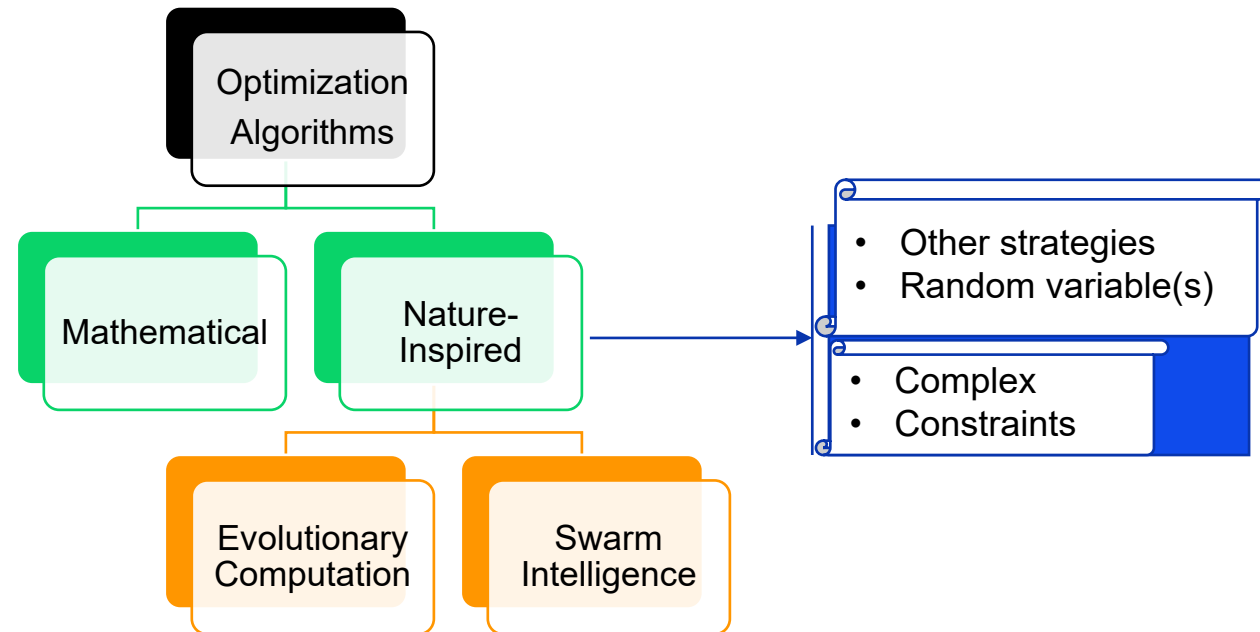 Optimization
Algorithms
Mathematical
Nature-
Inspired
• Other strategies
• Random variable(s)
• Complex
• Constraints
Evolutionary
Computation
Swarm
Intelligence